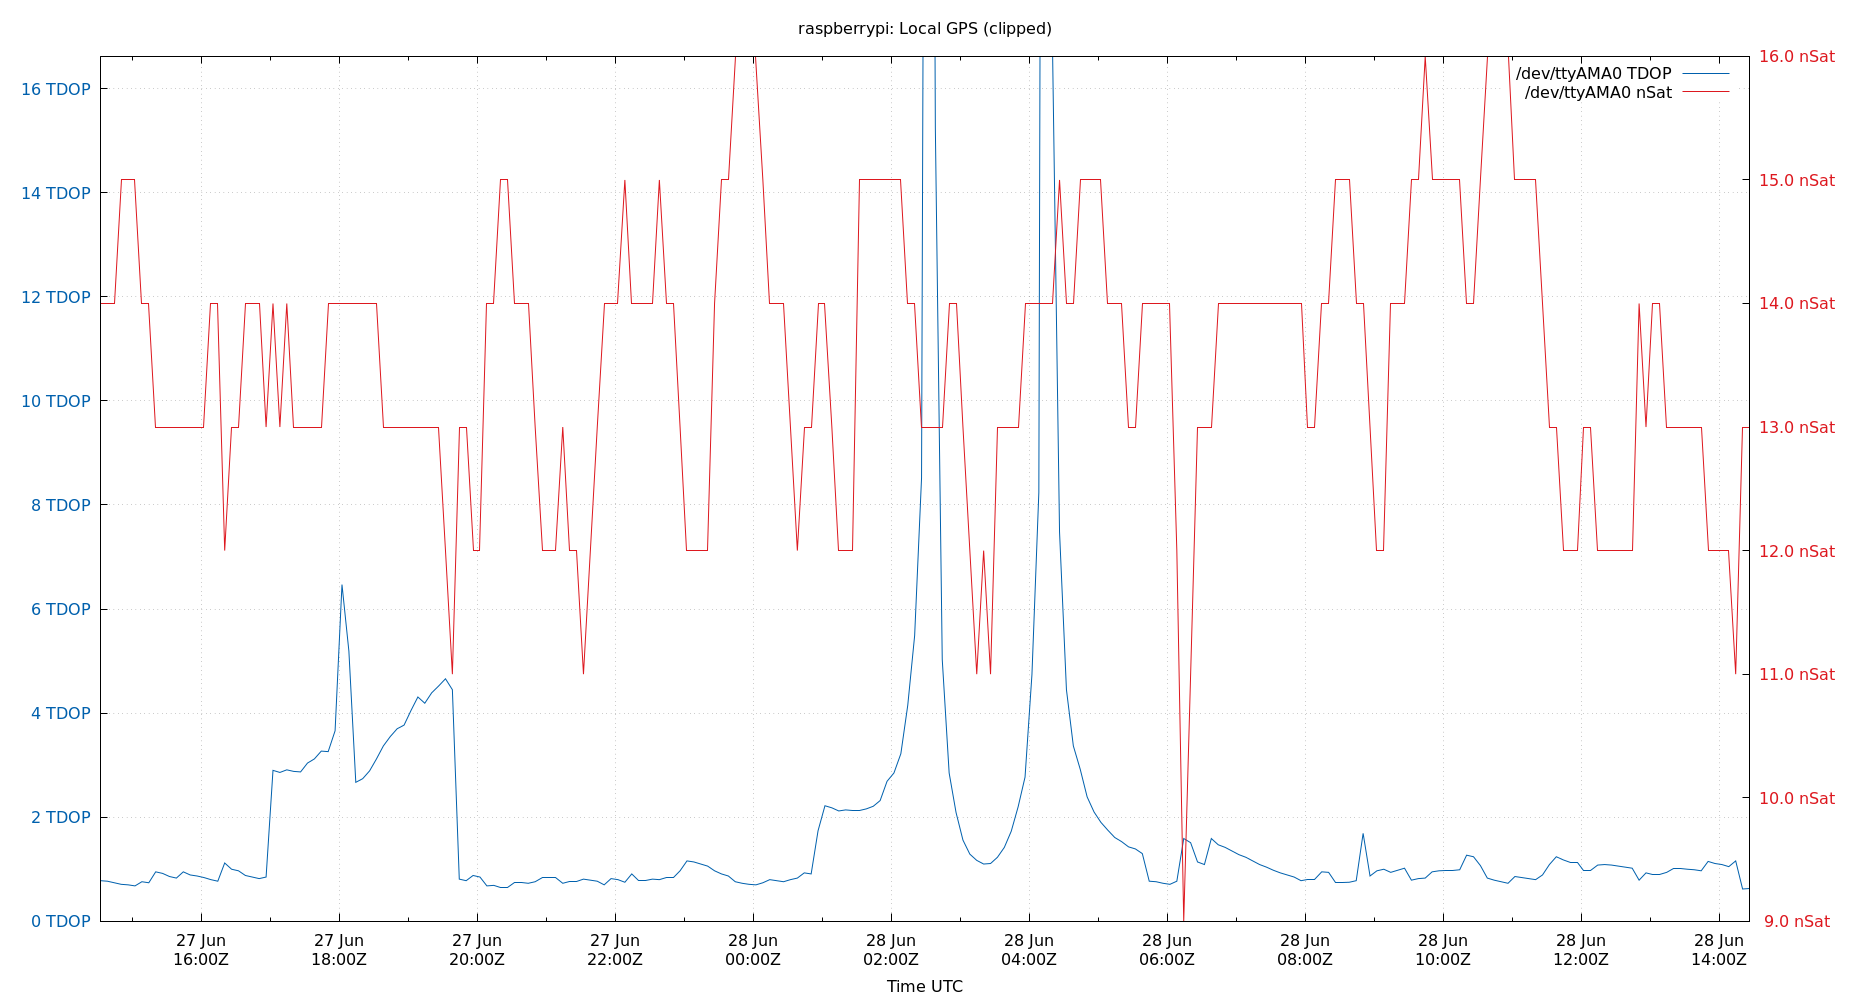 raspberrypi: Local GPS (clipped)
/dev/ttyAMA0 TDOP
/dev/ttyAMA0 nSat
16 TDOP
14 TDOP
12 TDOP
10 TDOP
8 TDOP
6 TDOP
4 TDOP
2 TDOP
0 TDOP
16.0 nSat
15.0 nSat
14.0 nSat
13.0 nSat
12.0 nSat
11.0 nSat
10.0 nSat
9.0 nSat
27 Jun
16:00Z
27 Jun
18:00Z
27 Jun
20:00Z
27 Jun
22:00Z
28 Jun
00:00Z
28 Jun
02:00Z
28 Jun
04:00Z
28 Jun
06:00Z
28 Jun
08:00Z
28 Jun
10:00Z
28 Jun
12:00Z
28 Jun
14:00Z
Time UTC